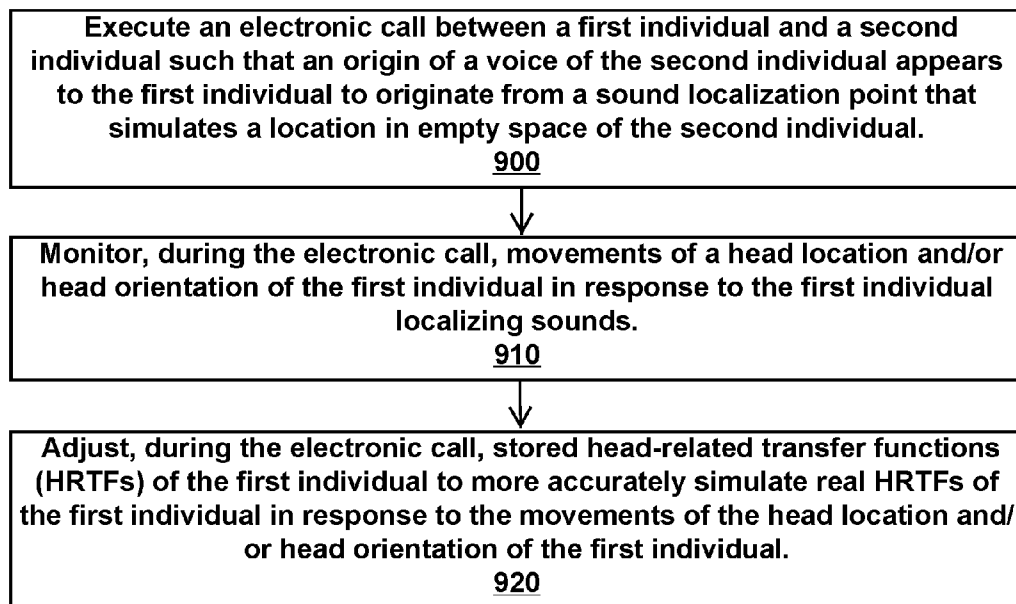 Execute an electronic call between a first individual and a second
individual such that an origin of a voice of the second individual appears
to the first individual to originate from a sound localization point that
simulates a location in empty space of the second individual.
900
Monitor, during the electronic call, movements of a head location and/or
head orientation of the first individual in response to the first individual
localizing sounds.
910
Adjust, during the electronic call, stored head-related transfer functions
(HRTFs) of the first individual to more accurately simulate real HRTFs of
the first individual in response to the movements of the head location and/
or head orientation of the first individual.
920